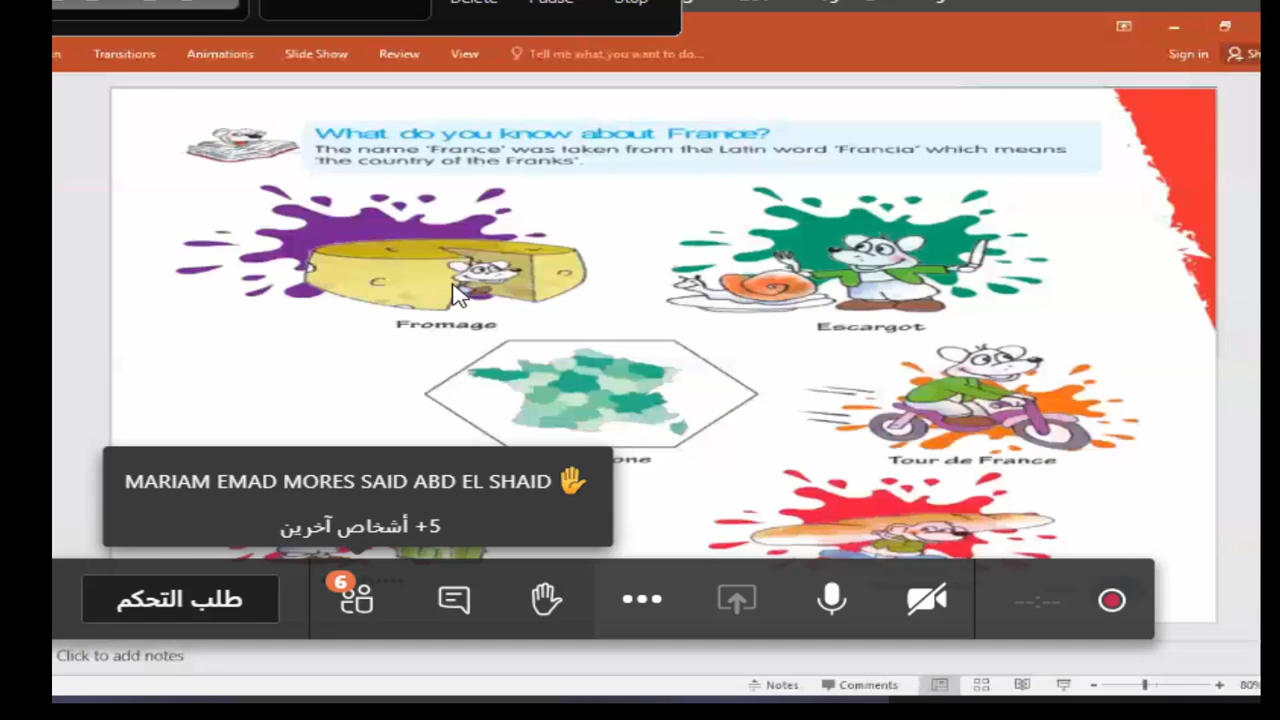 Delete Pause Stop
Transitions Animations Slide Show Review View Tell me what you want to do...
Sign in
What do you know about France?
The name 'France' was taken from the Latin word 'Francia' which means
'the country of the Franks'.
Fromage
Escargot
Tour de France
MARIAM EMAD MORES SAID ABD EL SHAID
+5 أشخاص آخرين
طلب التحكم
6
--:--
Click to add notes
Notes Comments
80%